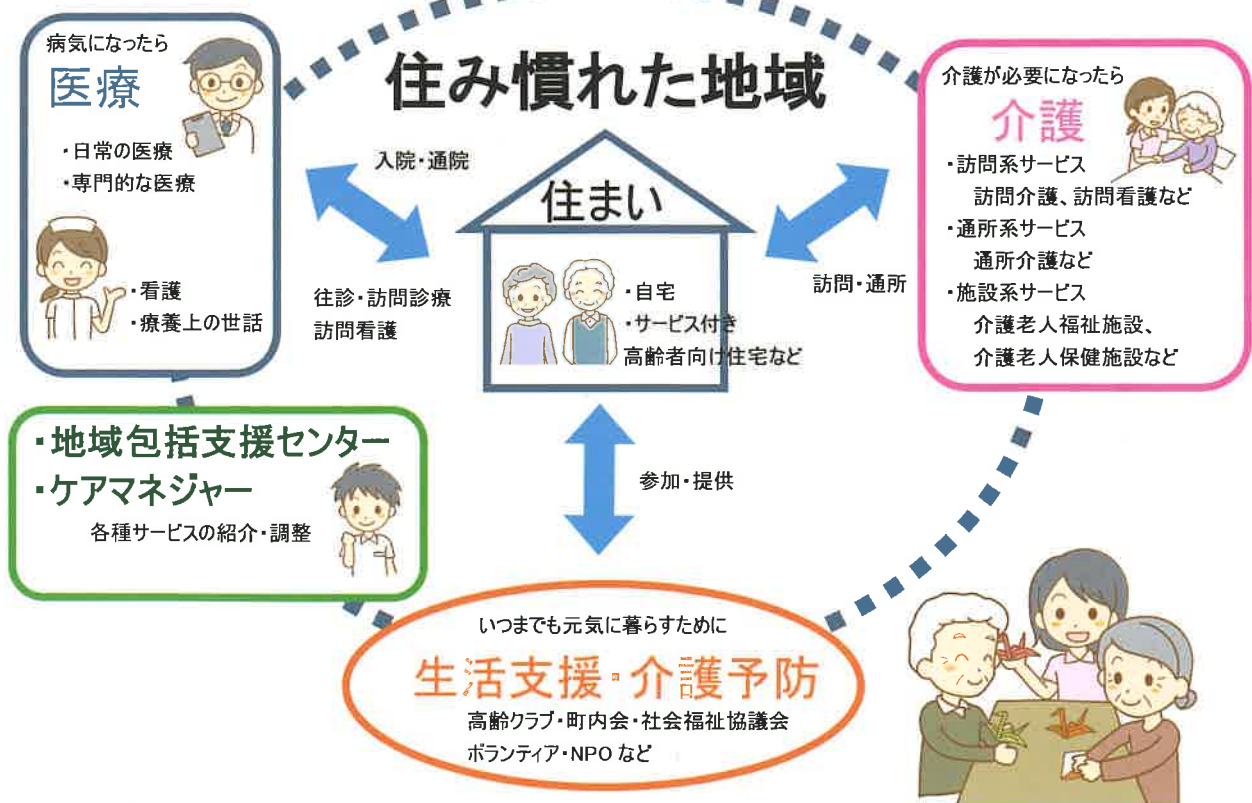 住み慣れた地域
病気になったら
医療
・日常の医療
・専門的な医療
・看護
・療養上の世話
入院・通院
往診・訪問診療
訪問看護
住まい
・自宅
・サービス付き
高齢者向け住宅など
訪問・通所
介護が必要になったら
介護
・訪問系サービス
訪問介護、訪問看護など
・通所系サービス
通所介護など
・施設系サービス
介護老人福祉施設、
介護老人保健施設など
・地域包括支援センター
・ケアマネジャー
各種サービスの紹介・調整
参加・提供
いつまでも元気に暮らすために
生活支援・介護予防
高齢クラブ・町内会・社会福祉協議会
ボランティア・NPO など